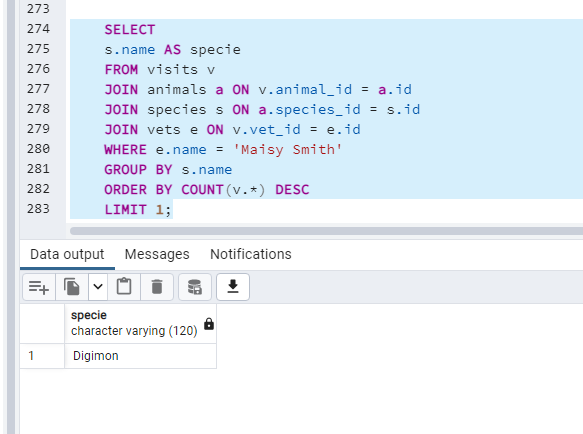 273
274 SELECT
275 s.name AS specie
276 FROM visits v
277 JOIN animals a ON v.animal_id = a.id
278 JOIN species s ON a.species_id = s.id
279 JOIN vets e ON v.vet_id = e.id
280 WHERE e.name = 'Maisy Smith'
281 GROUP BY s.name
282 ORDER BY COUNT(v.*) DESC
283 LIMIT 1;
Data output Messages Notifications
specie
character varying (120)
1 Digimon